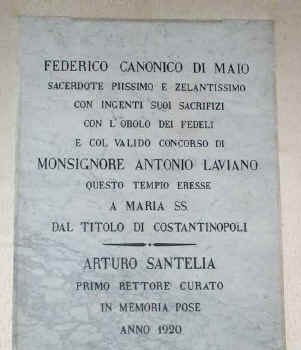 FEDERICO CANONICO DI MAIO
SACERDOTE PIISSIMO E ZELANTISSIMO
CON INGENTI SUOI SACRIFIZI
CON L'OBOLO DEI FEDELI
E COL VALIDO CONCORSO DI
MONSIGNORE ANTONIO LAVIANO
QUESTO TEMPIO ERESSE
A MARIA SS.
DAL TITOLO DI COSTANTINOPOLI
ARTURO SANTELIA
PRIMO RETTORE CURATO
IN MEMORIA POSE
ANNO 1920